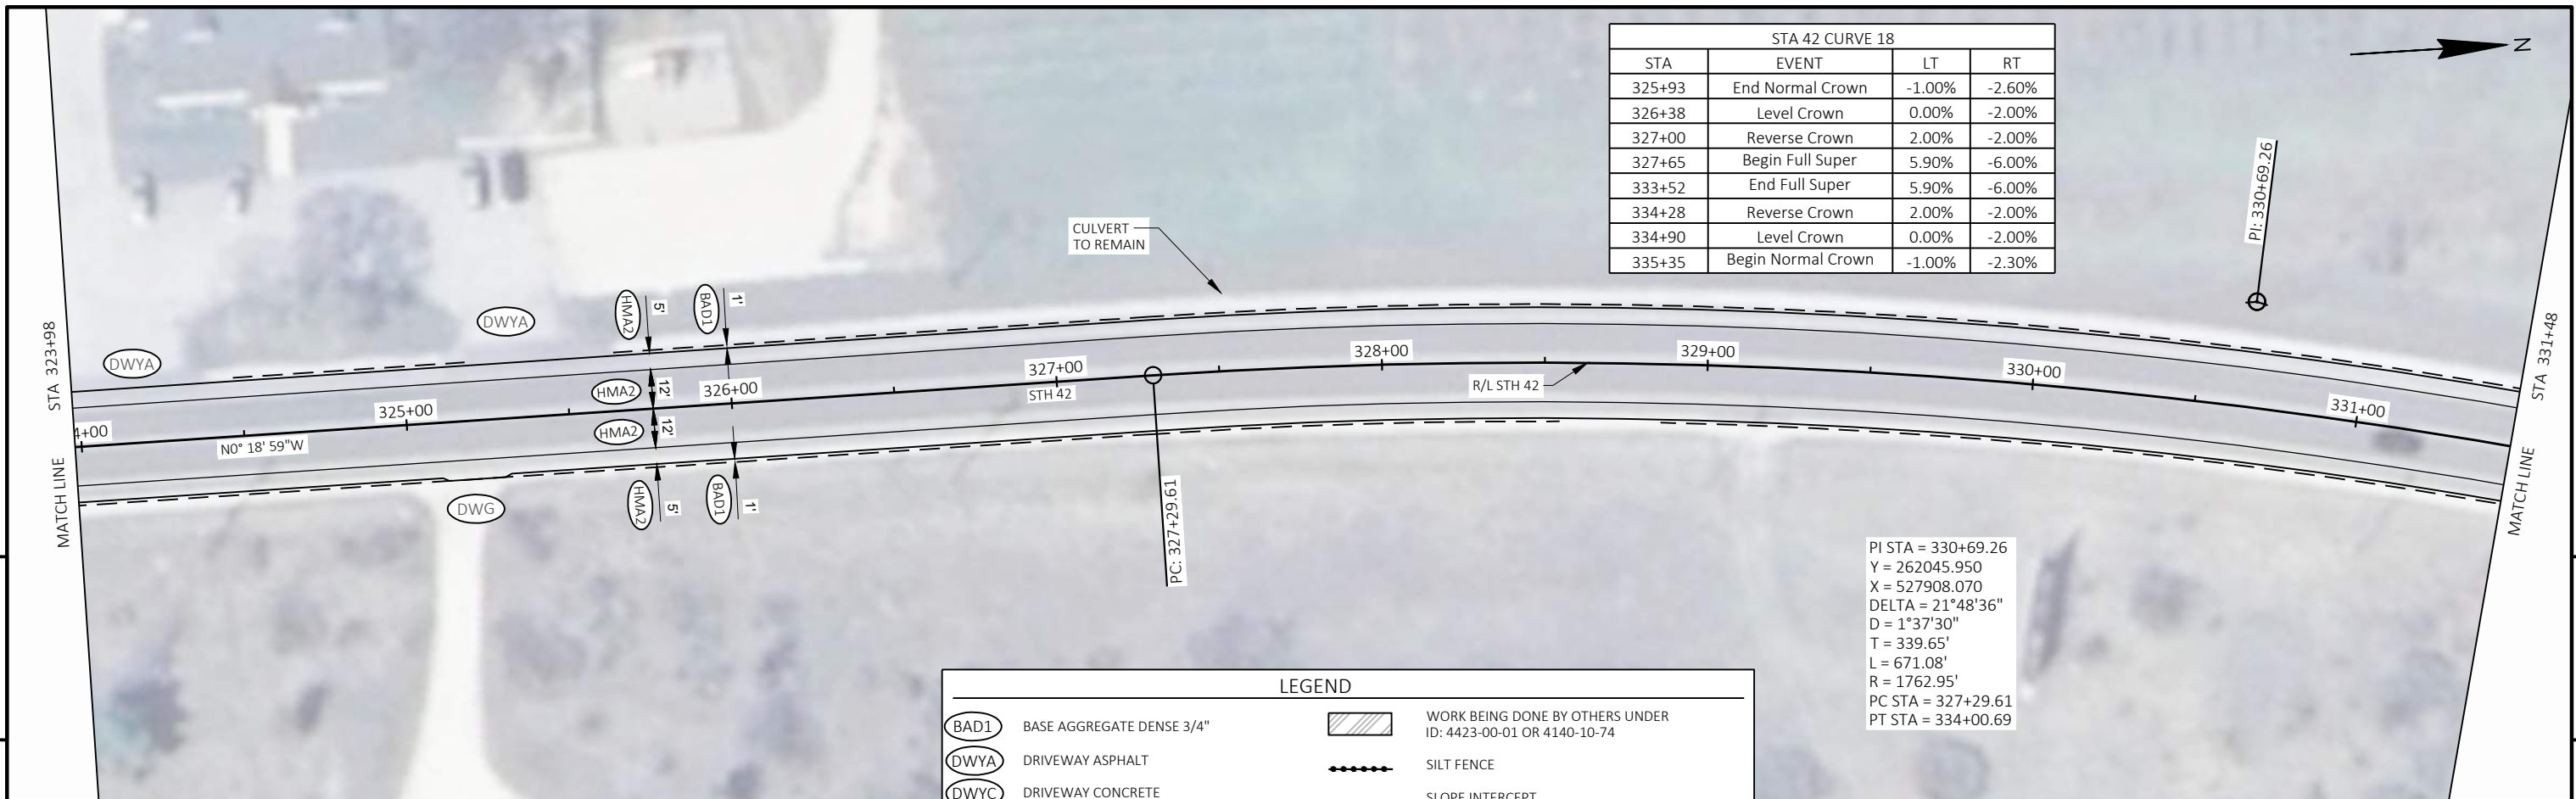 STA 42 CURVE 18
STA EVENT LT RT
325+93 End Normal Crown -1.00% -2.60%
326+38 Level Crown 0.00% -2.00%
327+00 Reverse Crown 2.00% -2.00%
327+65 Begin Full Super 5.90% -6.00%
333+52 End Full Super 5.90% -6.00%
334+28 Reverse Crown 2.00% -2.00%
334+90 Level Crown 0.00% -2.00%
335+35 Begin Normal Crown -1.00% -2.30%
N
PI: 330+69.26
CULVERT
TO REMAIN
STA 323+98
MATCH LINE
DWYA
DWYA
HMA2
5'
BAD1
1'
HMA2
12'
HMA2
12'
HMA2
5'
BAD1
1'
DWG
4+00
N0° 18' 59"W
325+00
326+00
327+00
STH 42
PC: 327+29.61
328+00
R/L STH 42
329+00
330+00
331+00
STA 331+48
MATCH LINE
PI STA = 330+69.26
Y = 262045.950
X = 527908.070
DELTA = 21°48'36"
D = 1°37'30"
T = 339.65'
L = 671.08'
R = 1762.95'
PC STA = 327+29.61
PT STA = 334+00.69
LEGEND
BAD1 BASE AGGREGATE DENSE 3/4"
DWYA DRIVEWAY ASPHALT
DWYC DRIVEWAY CONCRETE
WORK BEING DONE BY OTHERS UNDER
ID: 4423-00-01 OR 4140-10-74
SILT FENCE
SLOPE INTERCEPT